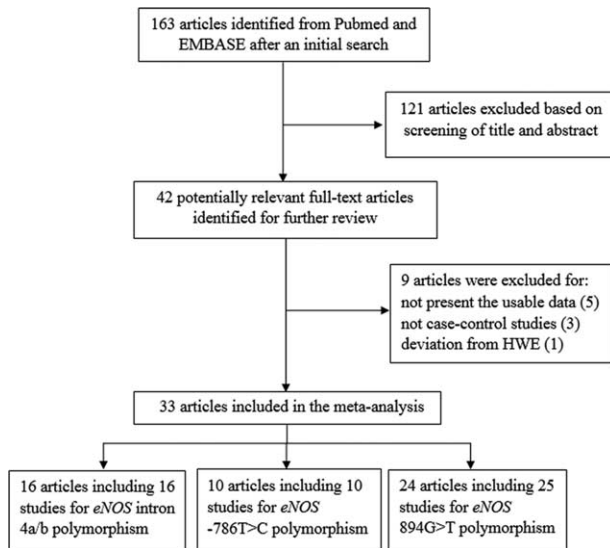 163 articles identified from Pubmed and
EMBASE after an initial search
121 articles excluded based on
screening of title and abstract
42 potentially relevant full-text articles
identified for further review
9 articles were excluded for:
not present the usable data (5)
not case-control studies (3)
deviation from HWE (1)
33 articles included in the meta-analysis
16 articles including 16
studies for eNOS intron
4a/b polymorphism
10 articles including 10
studies for eNOS
-786T>C polymorphism
24 articles including 25
studies for eNOS
894G>T polymorphism